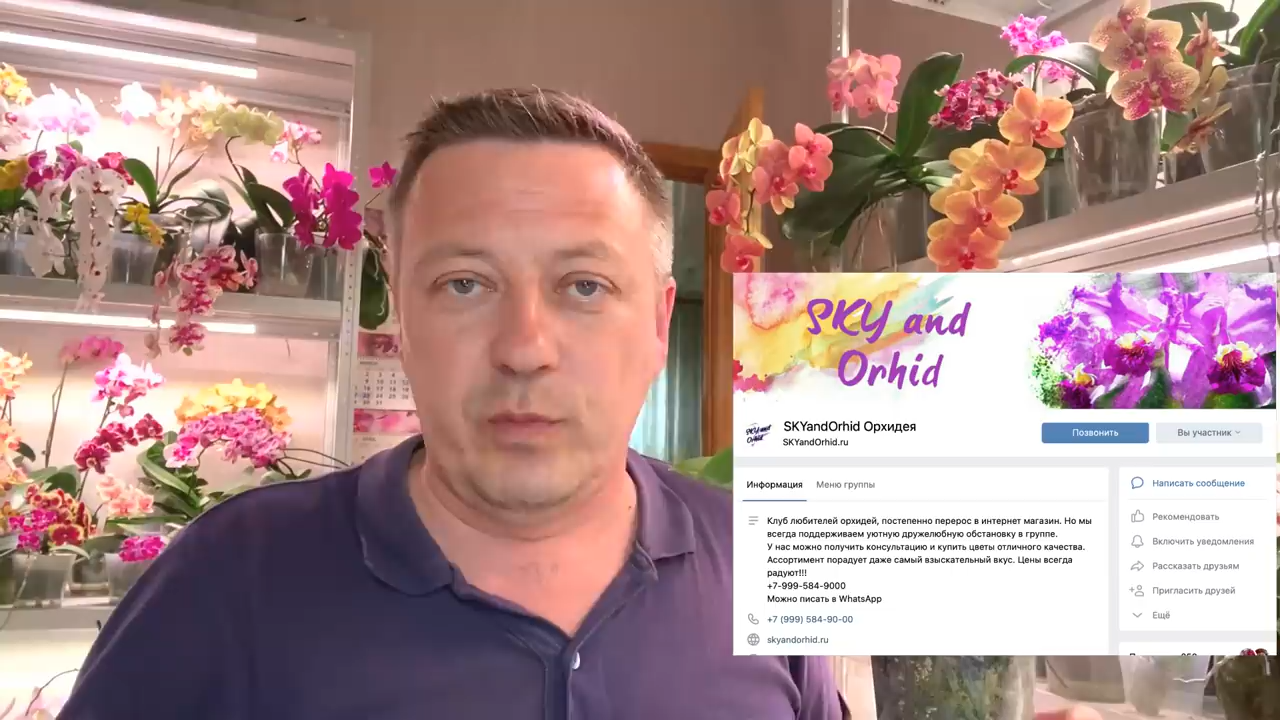 SKY and
Orhid
SKY and
Orhid
SKYandOrhid Орхидея
SKYandOrhid.ru
Позвонить
Вы участник
Информация
Меню группы
Клуб любителей орхидей, постепенно перерос в интернет магазин. Но мы
всегда поддерживаем уютную дружелюбную обстановку в группе.
У нас можно получить консультацию и купить цветы отличного качества.
Ассортимент порадует даже самый взыскательный вкус. Цены всегда
радуют!!!
+7-999-584-9000
Можно писать в WhatsApp
+7 (999) 584-90-00
skyandorhid.ru
Написать сообщение
Рекомендовать
Включить уведомления
Рассказать друзьям
Пригласить друзей
Ещё